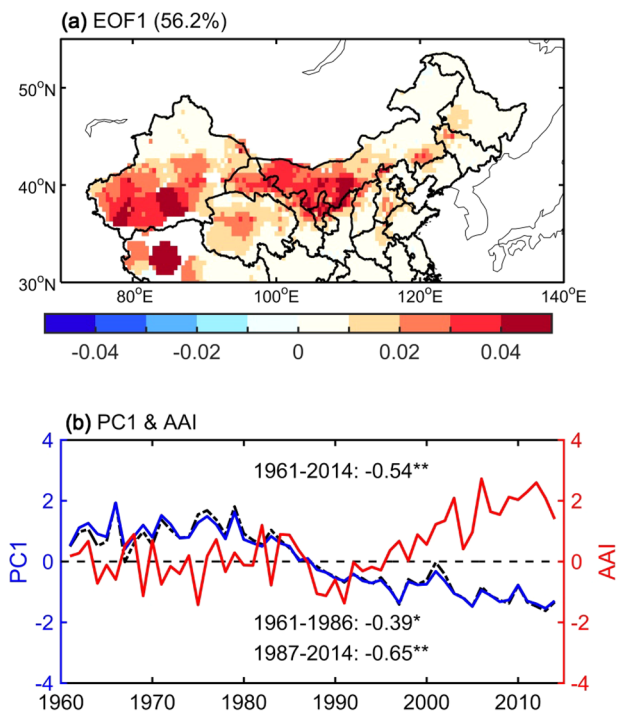 (a) EOF1 (56.2%)
50°N
40°N
30°N
80°E 100°E 120°E 140°E
-0.04 -0.02 0 0.02 0.04
(b) PC1 & AAI
4 4
1961-2014: -0.54**
2 2
PC1 0 0 AAI
1961-1986: -0.39*
-2 2
1987-2014: -0.65**
-4 -4
1960 1970 1980 1990 2000 2010